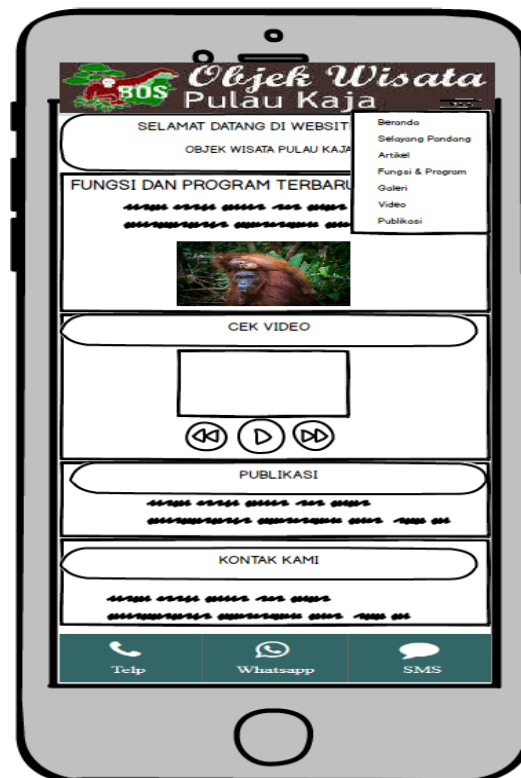 BOS
Objek Wisata
Pulau Kaja
Beranda
Selayang Pandang
Artikel
Fungsi & Program
Galeri
Video
Publikasi
SELAMAT DATANG DI WEBSIT
OBJEK WISATA PULAU KAJA
FUNGSI DAN PROGRAM TERBARU
CEK VIDEO
PUBLIKASI
KONTAK KAMI
Telp
Whatsapp
SMS